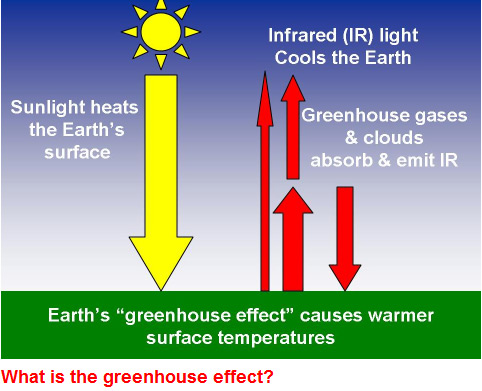 Infrared (IR) light
Cools the Earth
Sunlight heats
the Earth's
surface
Greenhouse gases
& clouds
absorb & emit IR
Earth's “greenhouse effect” causes warmer
surface temperatures
What is the greenhouse effect?